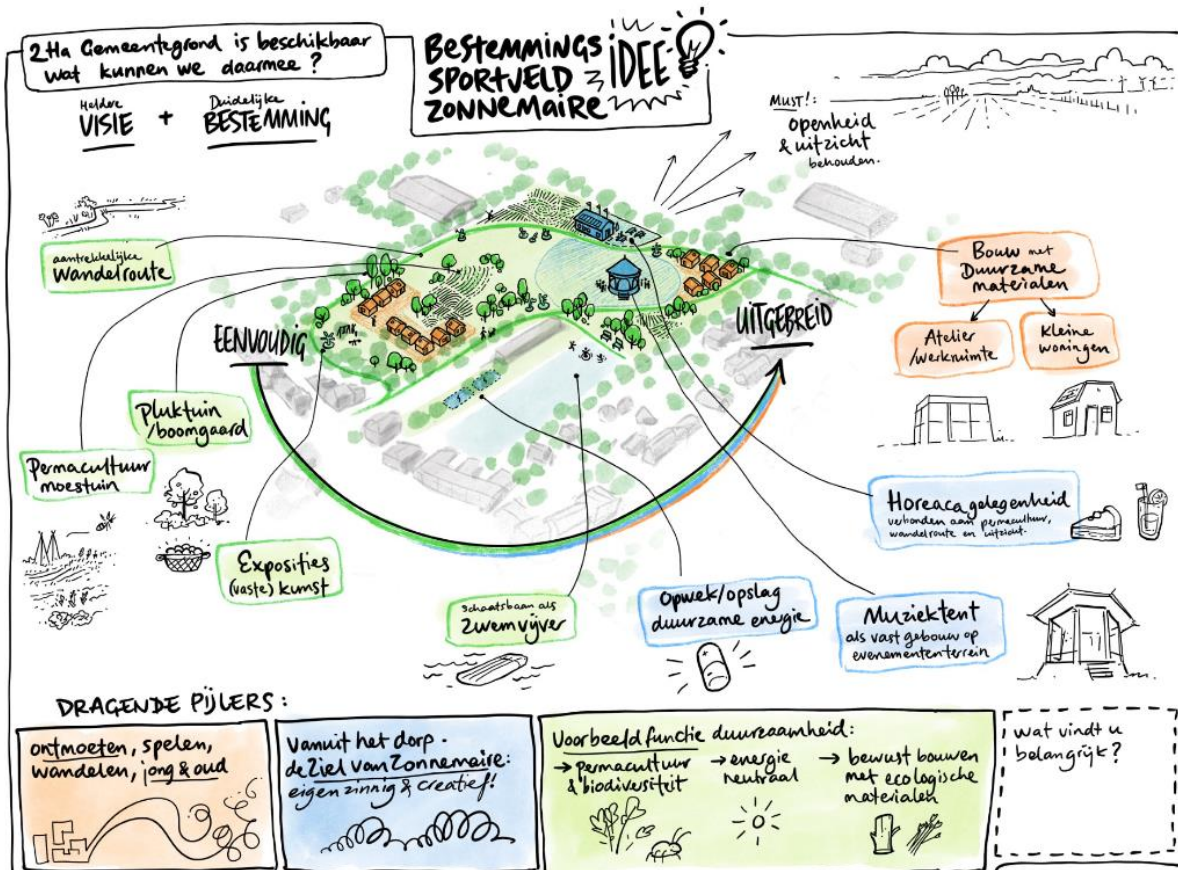 2 Ha Gemeentegrond is beschikbaar
wat kunnen we daarmee?
Heldere
VISIE
+
Duidelijke
BESTEMMING
BESTEMMINGS
SPORTVELD
ZONNEMAIRE
IDEE
MUST!:
openheid
& uitzicht
behouden.
aantrekkelijke
Wandelroute
EENVOUDIG
UITGEBREID
Pluktuin
/boomgaard
Permacultuur
moestuin
Exposities
(vaste) kunst
Schaatsbaan als
Zwemvijver
Opwek/opslag
duurzame energie
Bouw met
Duurzame
materialen
Atelier
/werkruimte
Kleine
woningen
Horeaca gelegenheid
verbonden aan permacultuur,
wandelroute en uitzicht.
Muziektent
als vast gebouw op
evenemententerrein
DRAGENDE PIJLERS:
ontmoeten, spelen,
wandelen, jong & oud
Vanuit het dorp.
de Ziel van Zonnemaire:
eigenzinnig & creatief!
Voorbeeld functie duurzaamheid:
→ permacultuur
& biodiversiteit
→ energie
neutraal
→ bewust bouwen
met ecologische
materialen
wat vindt u
belangrijk?